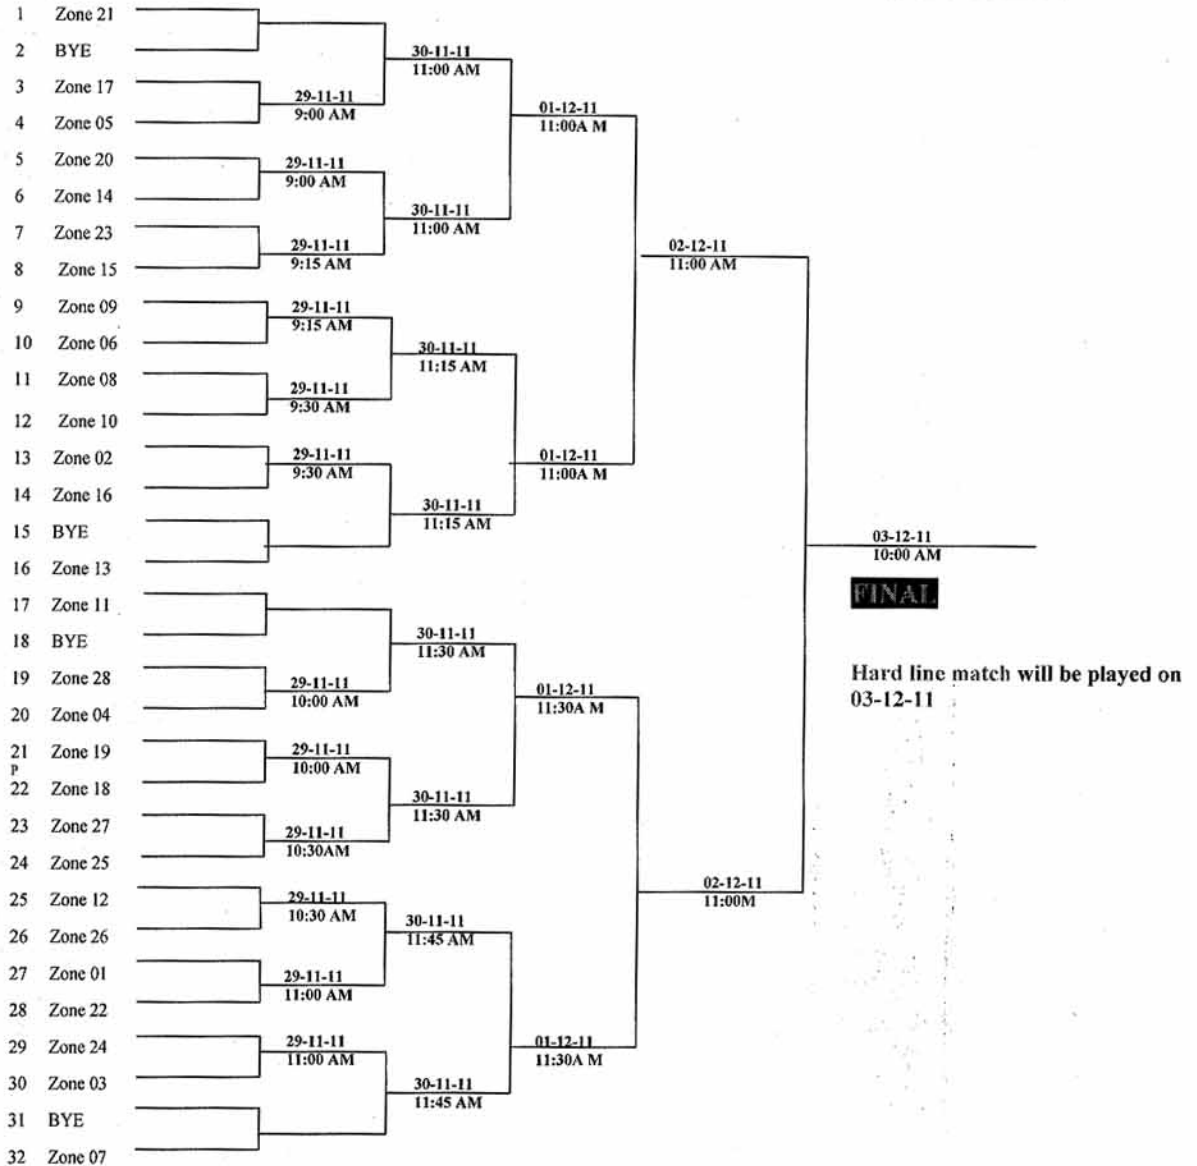 1 Zone 21
2 BYE
30-11-11
11:00 AM
3 Zone 17
29-11-11
9:00 AM
01-12-11
11:00A M
4 Zone 05
5 Zone 20
29-11-11
9:00 AM
6 Zone 14
30-11-11
11:00 AM
7 Zone 23
29-11-11
9:15 AM
02-12-11
11:00 AM
8 Zone 15
9 Zone 09
29-11-11
9:15 AM
10 Zone 06
30-11-11
11:15 AM
11 Zone 08
29-11-11
9:30 AM
12 Zone 10
13 Zone 02
29-11-11
9:30 AM
01-12-11
11:00A M
14 Zone 16
30-11-11
11:15 AM
15 BYE
03-12-11
10:00 AM
16 Zone 13
FINAL
17 Zone 11
18 BYE
30-11-11
11:30 AM
19 Zone 28
29-11-11
10:00 AM
01-12-11
11:30A M
Hard line match will be played on
03-12-11
20 Zone 04
21 Zone 19
P
29-11-11
10:00 AM
22 Zone 18
30-11-11
11:30 AM
23 Zone 27
29-11-11
10:30AM
24 Zone 25
02-12-11
11:00M
25 Zone 12
29-11-11
10:30 AM
26 Zone 26
30-11-11
11:45 AM
27 Zone 01
29-11-11
11:00 AM
28 Zone 22
29 Zone 24
29-11-11
11:00 AM
01-12-11
11:30A M
30 Zone 03
30-11-11
11:45 AM
31 BYE
32 Zone 07